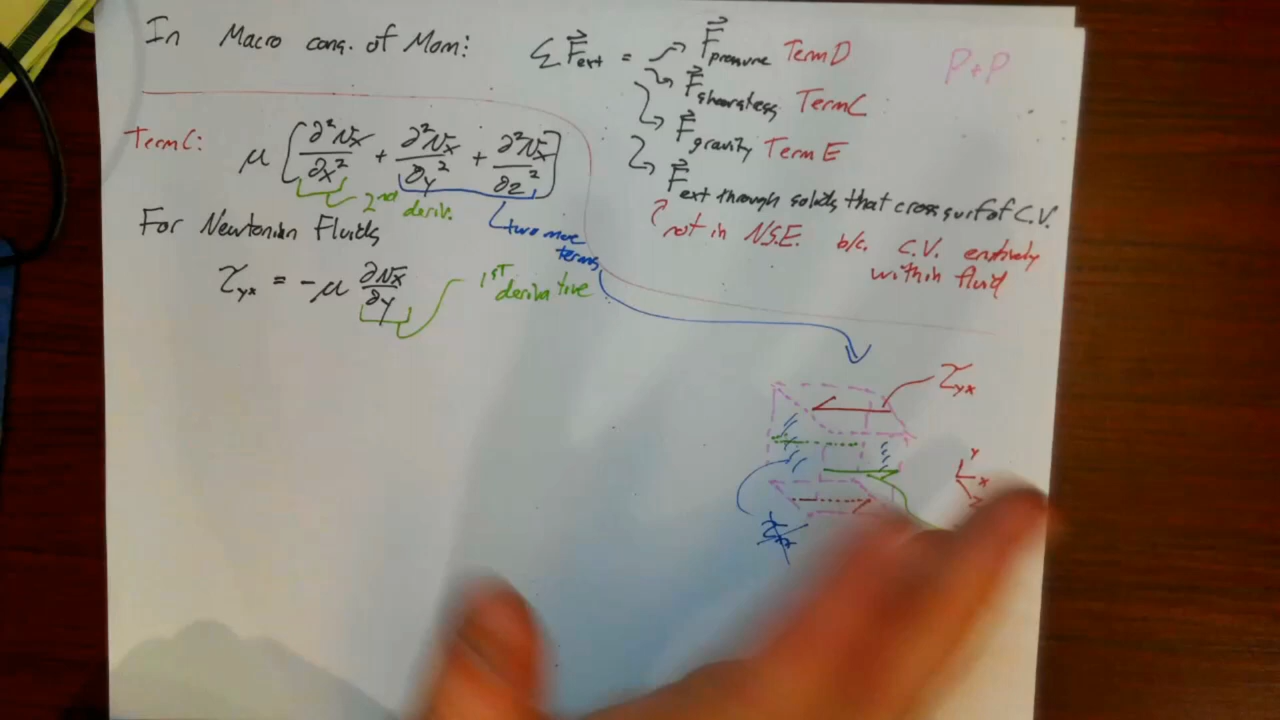 In Macro conq. of Mom:
Σ F⃗ext = F⃗pressure Term D
F⃗shearstress Term C
F⃗gravity Term E
F⃗ext through solids that cross surf of C.V.
not in N.S.E. b/c. C.V. entirely
within fluid
P+P
Term C: μ [∂²Vx/∂x² + ∂²Vx/∂y² + ∂²Vx/∂z²]
2nd deriv.
two more
terms
For Newtonian Fluids
τyx = -μ ∂Vx/∂y
1ST
derivative
τyx
y
x
z
τxx